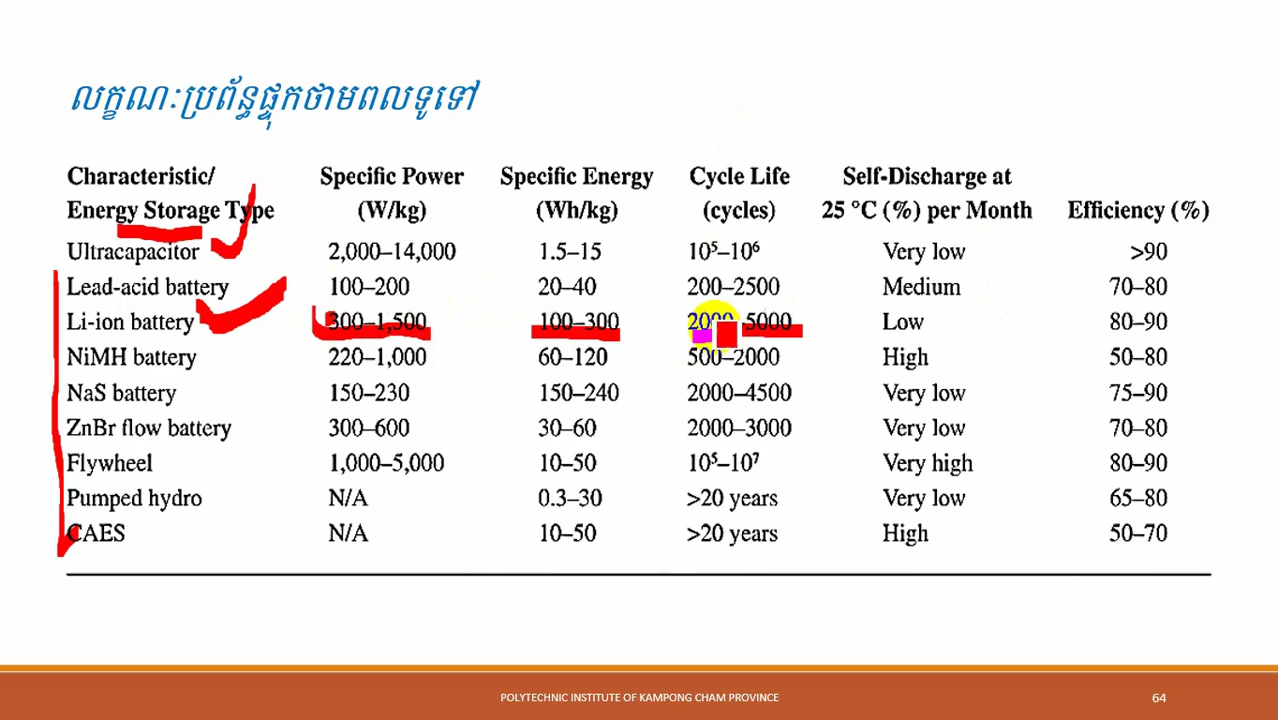 លក្ខណៈប្រព័ន្ធផ្ទុកថាមពលទូទៅ
Characteristic/ Specific Power Specific Energy Cycle Life Self-Discharge at
Energy Storage Type (W/kg) (Wh/kg) (cycles) 25 °C (%) per Month Efficiency (%)
Ultracapacitor 2,000–14,000 1.5–15 10⁵–10⁶ Very low >90
Lead-acid battery 100–200 20–40 200–2500 Medium 70–80
Li-ion battery 300–1,500 100–300 2000–5000 Low 80–90
NiMH battery 220–1,000 60–120 500–2000 High 50–80
NaS battery 150–230 150–240 2000–4500 Very low 75–90
ZnBr flow battery 300–600 30–60 2000–3000 Very low 70–80
Flywheel 1,000–5,000 10–50 10⁵–10⁷ Very high 80–90
Pumped hydro N/A 0.3–30 >20 years Very low 65–80
CAES N/A 10–50 >20 years High 50–70
POLYTECHNIC INSTITUTE OF KAMPONG CHAM PROVINCE 64